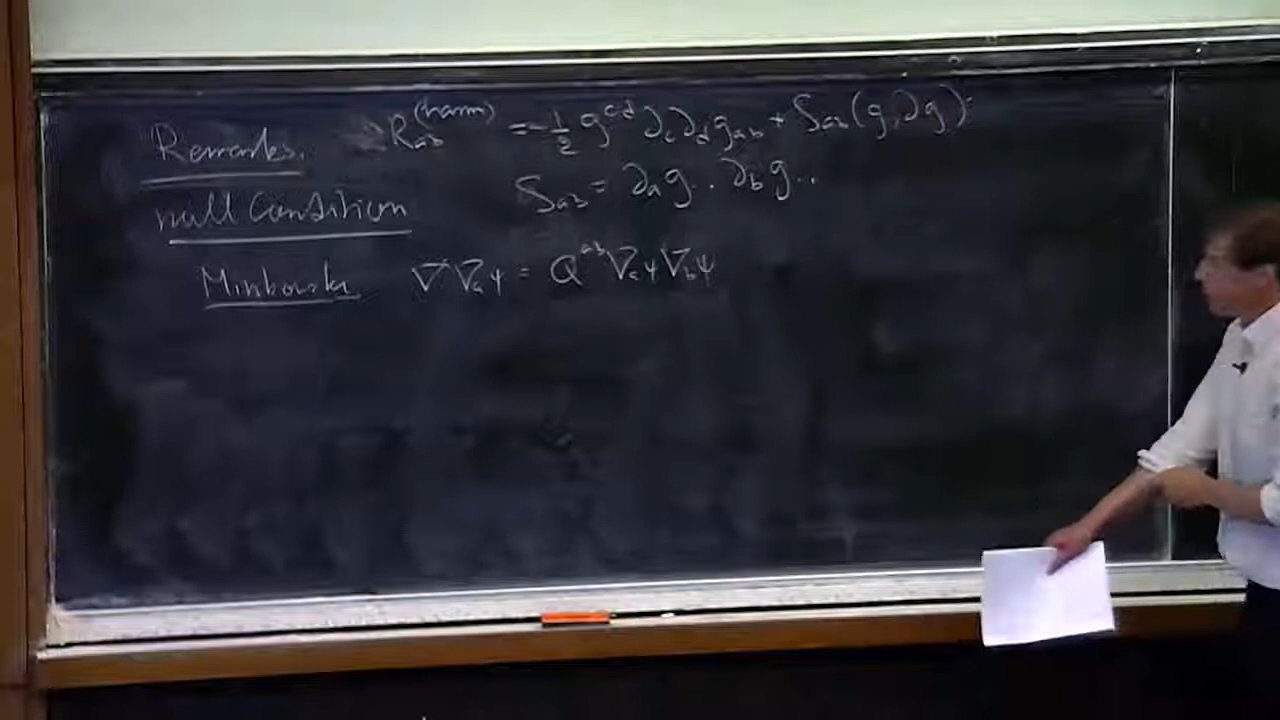 Remarks. R_{ab}^{(harm)} = -\frac{1}{2} g^{cd} ∂_c ∂_d g_{ab} + S_{ab}(g, ∂g).
S_{ab} = ∂_a g.. ∂_b g..
null Condition
Minkowski ∇^a ∇_a ψ = Q^{ab} ∇_a ψ ∇_b ψ